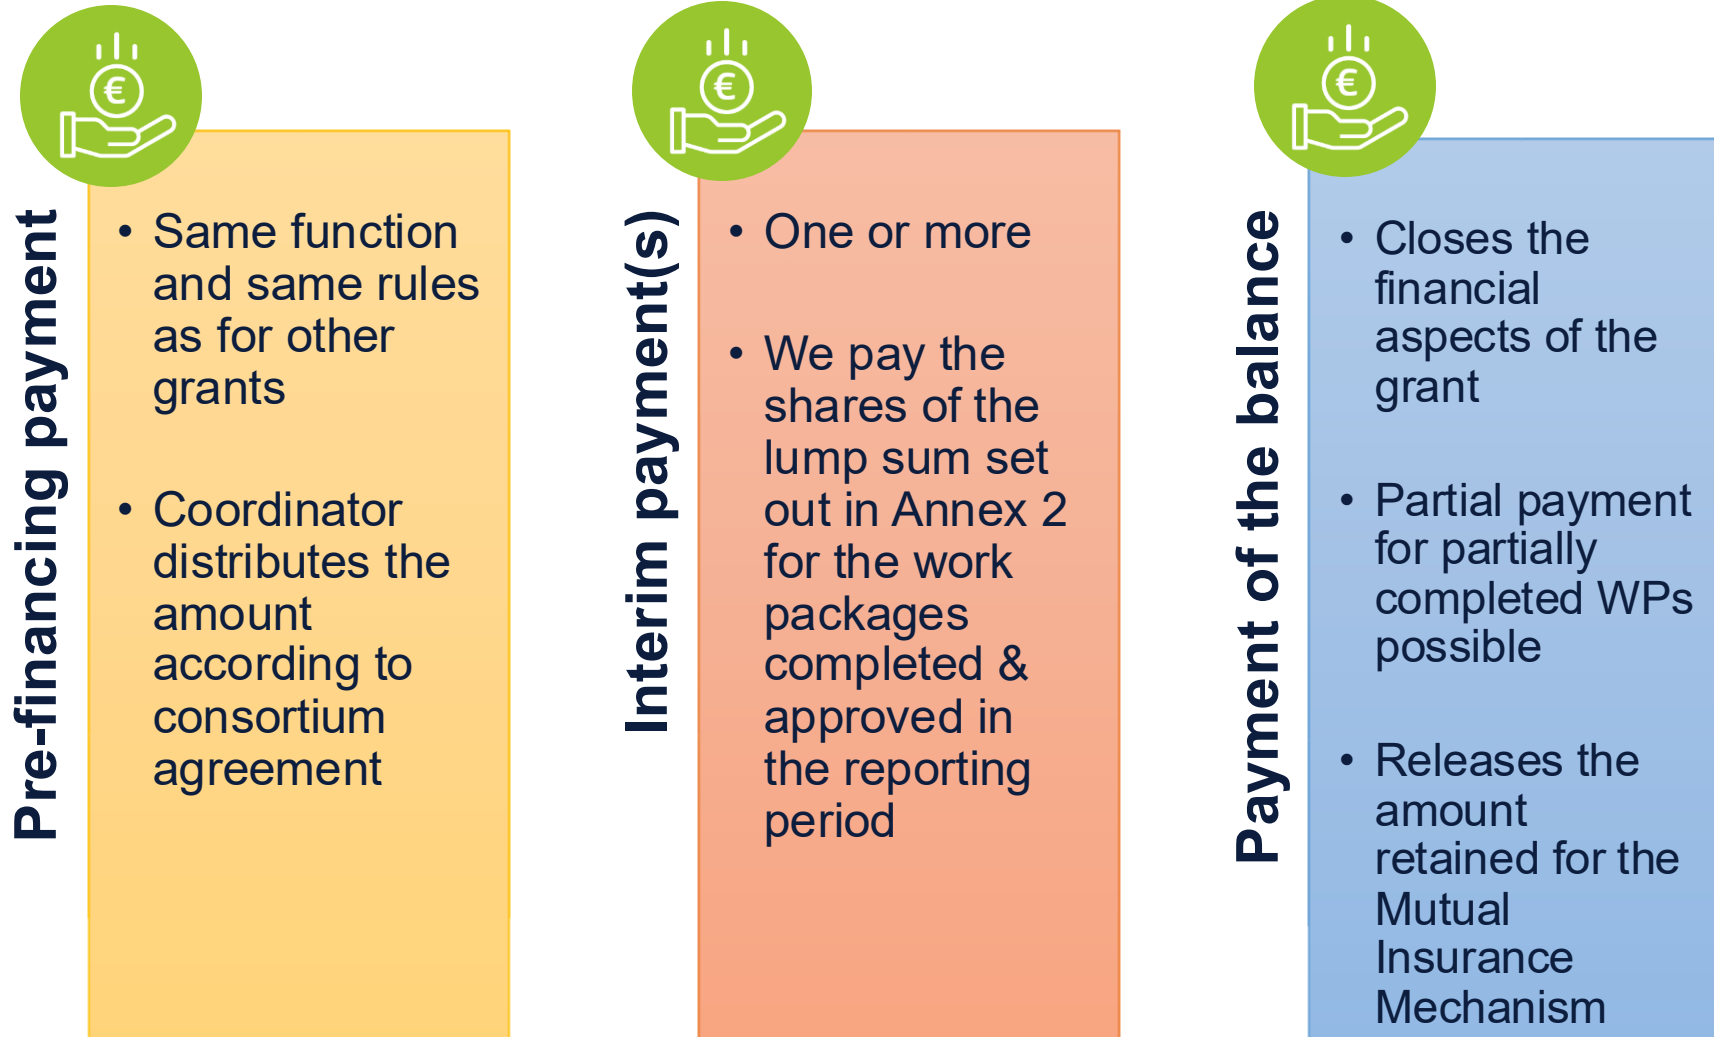 Pre-financing payment
• Same function
and same rules
as for other
grants
• Coordinator
distributes the
amount
according to
consortium
agreement
Interim payment(s)
• One or more
• We pay the
shares of the
lump sum set
out in Annex 2
for the work
packages
completed &
approved in
the reporting
period
Payment of the balance
• Closes the
financial
aspects of the
grant
• Partial payment
for partially
completed WPs
possible
• Releases the
amount
retained for the
Mutual
Insurance
Mechanism